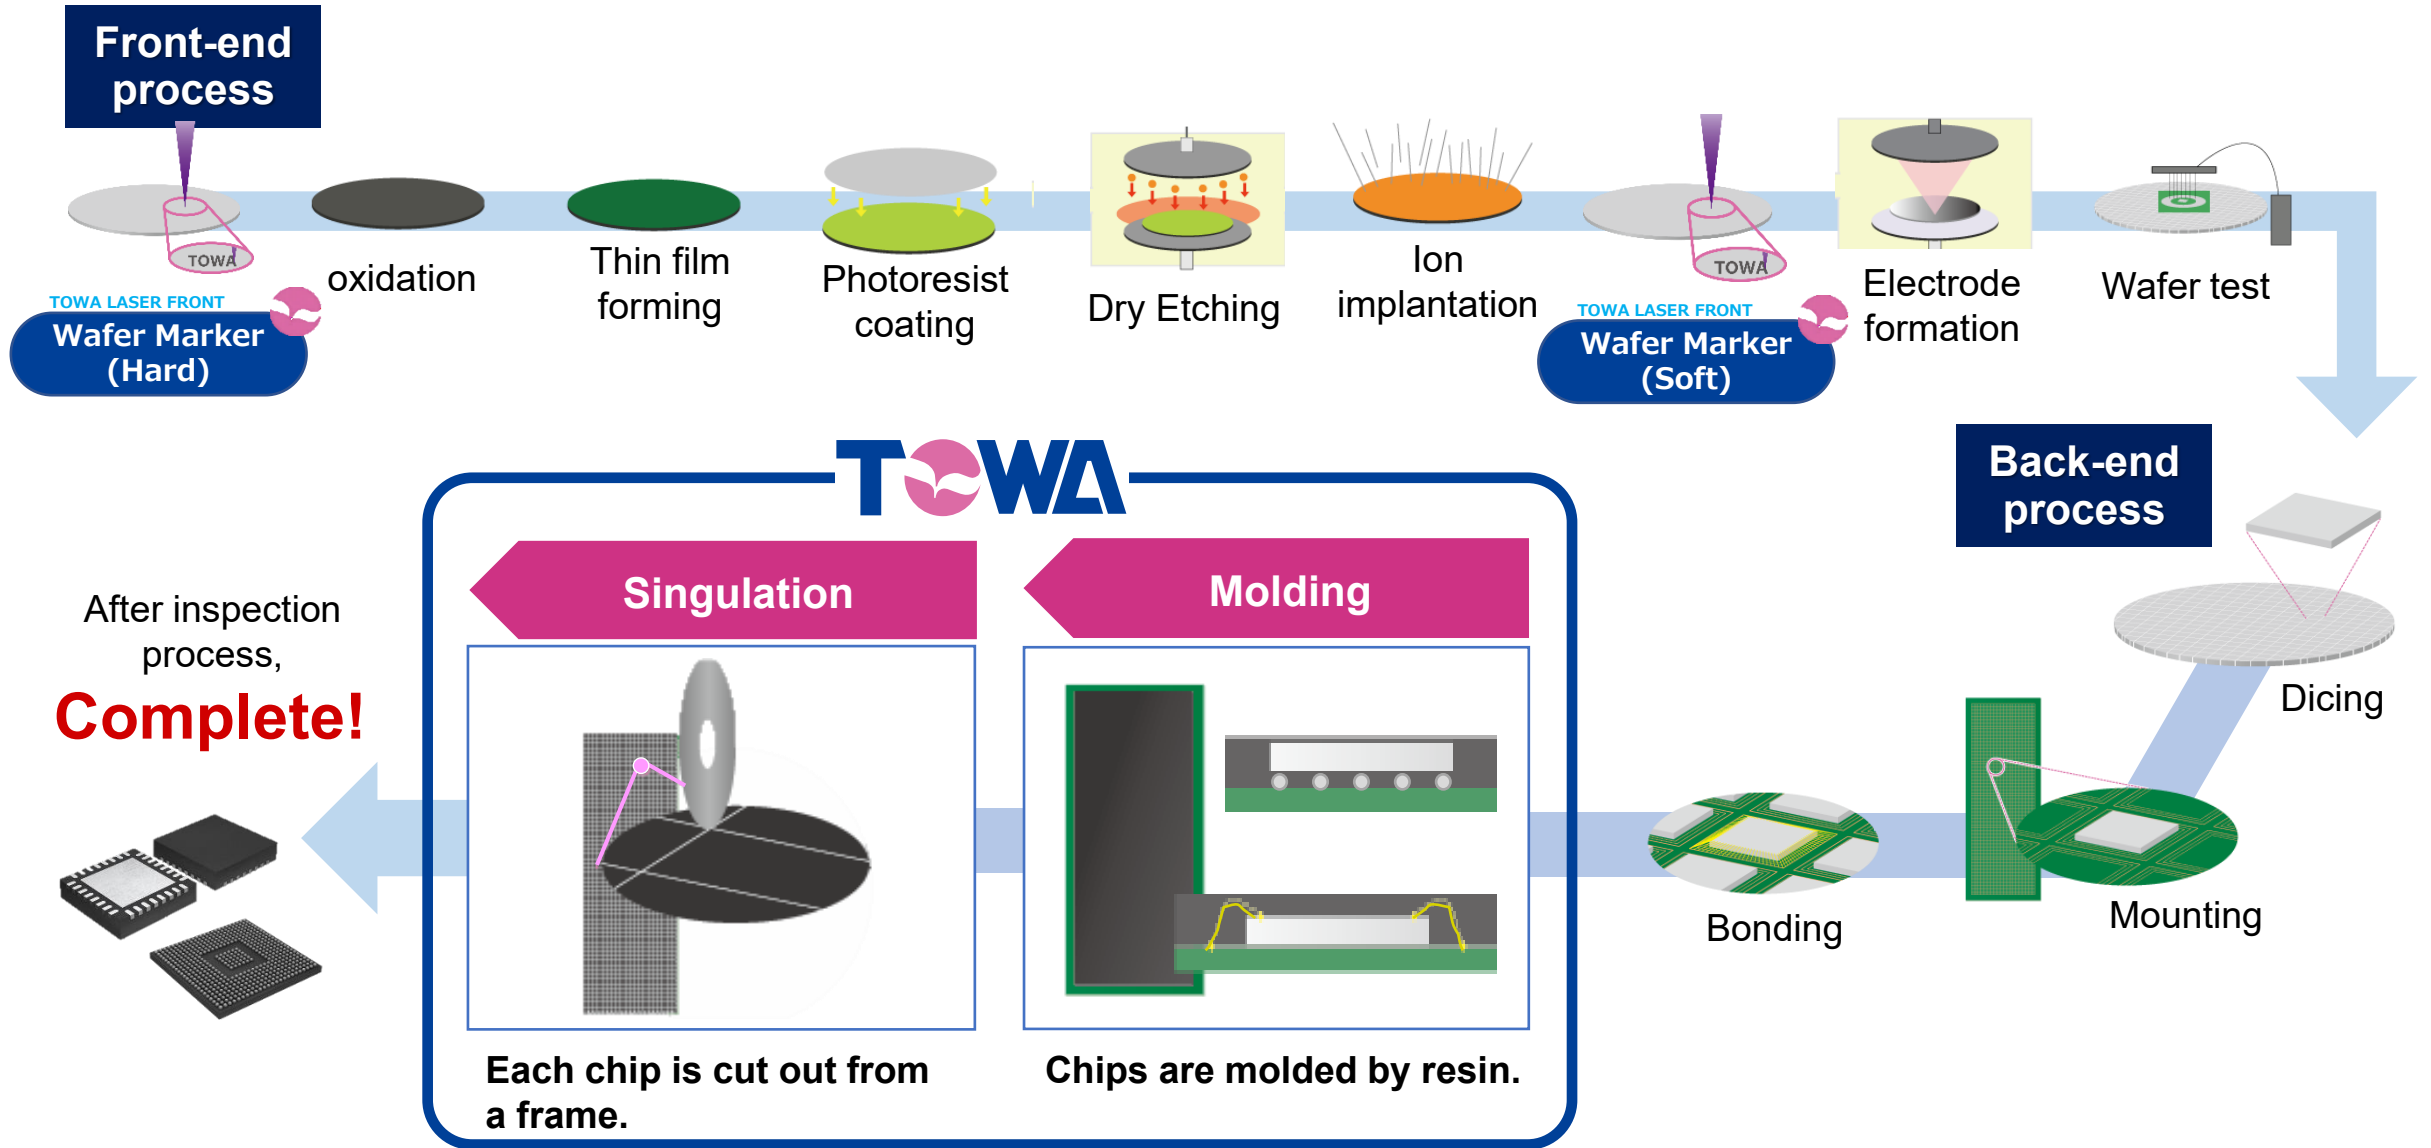 Front-end
process
TOWA
TOWA LASER FRONT
Wafer Marker
(Hard)
oxidation
Thin film
forming
Photoresist
coating
Dry Etching
Ion
implantation
TOWA
TOWA LASER FRONT
Wafer Marker
(Soft)
Electrode
formation
Wafer test
Back-end
process
Dicing
Mounting
Bonding
TOWA
Molding
Chips are molded by resin.
Singulation
Each chip is cut out from
a frame.
After inspection
process,
Complete!